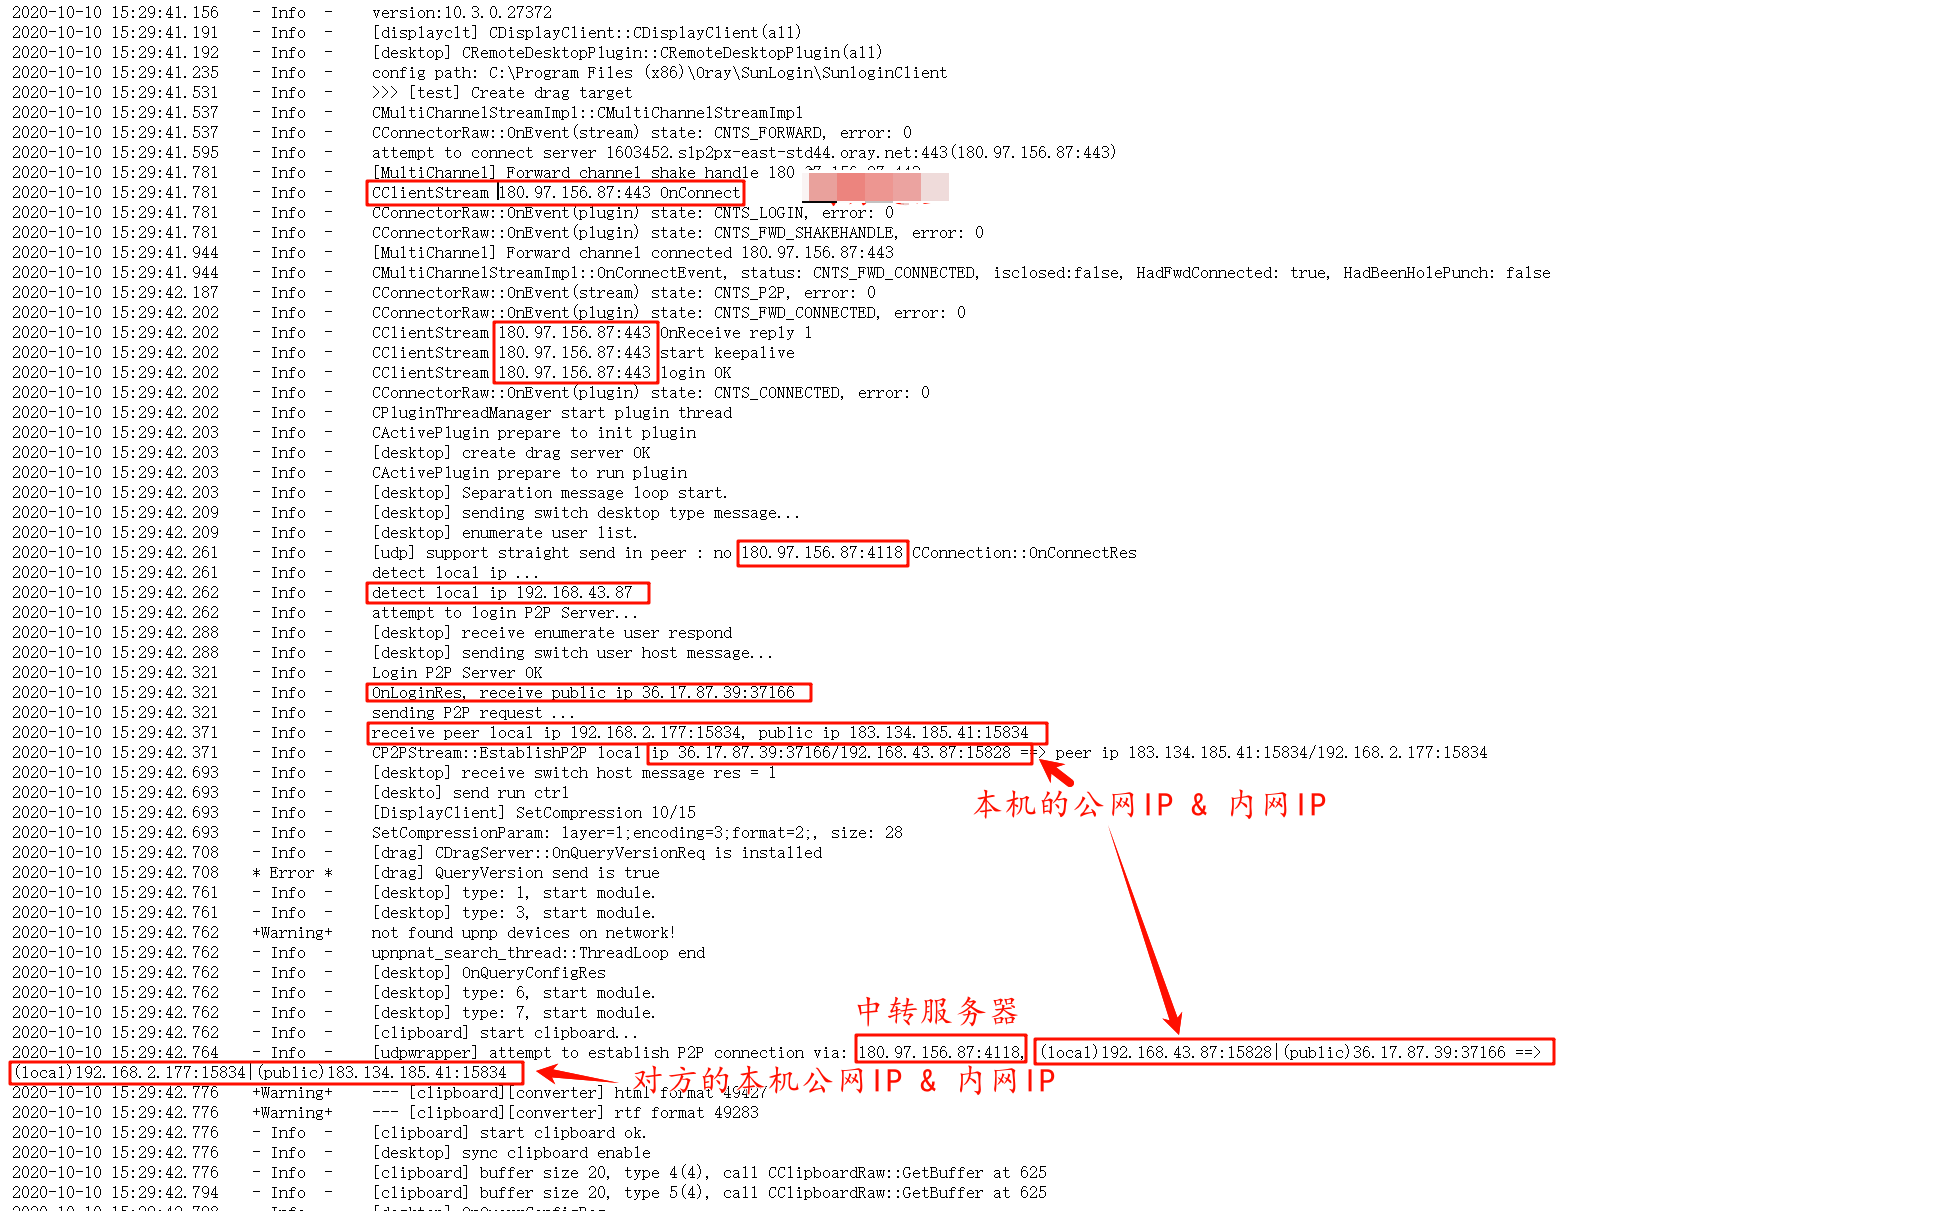 2020-10-10 15:29:41.156 - Info - version:10.3.0.27372
2020-10-10 15:29:41.191 - Info - [displayclt] CDisplayClient::CDisplayClient(all)
2020-10-10 15:29:41.192 - Info - [desktop] CRemoteDesktopPlugin::CRemoteDesktopPlugin(all)
2020-10-10 15:29:41.235 - Info - config path: C:\Program Files (x86)\Oray\SunLogin\SunloginClient
2020-10-10 15:29:41.531 - Info - >>> [test] Create drag target
2020-10-10 15:29:41.537 - Info - CMultiChannelStreamImpl::CMultiChannelStreamImpl
2020-10-10 15:29:41.537 - Info - CConnectorRaw::OnEvent(stream) state: CNTS_FORWARD, error: 0
2020-10-10 15:29:41.595 - Info - attempt to connect server 1603452.s1p2px-east-std44.oray.net:443(180.97.156.87:443)
2020-10-10 15:29:41.781 - Info - [MultiChannel] Forward channel shake handle 180
2020-10-10 15:29:41.781 - Info - CClientStream 180.97.156.87:443 OnConnect
2020-10-10 15:29:41.781 - Info - CConnectorRaw::OnEvent(plugin) state: CNTS_LOGIN, error: 0
2020-10-10 15:29:41.781 - Info - CConnectorRaw::OnEvent(plugin) state: CNTS_FWD_SHAKEHANDLE, error: 0
2020-10-10 15:29:41.944 - Info - [MultiChannel] Forward channel connected 180.97.156.87:443
2020-10-10 15:29:41.944 - Info - CMultiChannelStreamImpl::OnConnectEvent, status: CNTS_FWD_CONNECTED, isclosed:false, HadFwdConnected: true, HadBeenHolePunch: false
2020-10-10 15:29:42.187 - Info - CConnectorRaw::OnEvent(stream) state: CNTS_P2P, error: 0
2020-10-10 15:29:42.202 - Info - CConnectorRaw::OnEvent(plugin) state: CNTS_FWD_CONNECTED, error: 0
2020-10-10 15:29:42.202 - Info - CClientStream 180.97.156.87:443 OnReceive reply 1
2020-10-10 15:29:42.202 - Info - CClientStream 180.97.156.87:443 start keepalive
2020-10-10 15:29:42.202 - Info - CClientStream 180.97.156.87:443 login OK
2020-10-10 15:29:42.202 - Info - CConnectorRaw::OnEvent(plugin) state: CNTS_CONNECTED, error: 0
2020-10-10 15:29:42.202 - Info - CPluginThreadManager start plugin thread
2020-10-10 15:29:42.203 - Info - CActivePlugin prepare to init plugin
2020-10-10 15:29:42.203 - Info - [desktop] create drag server OK
2020-10-10 15:29:42.203 - Info - CActivePlugin prepare to run plugin
2020-10-10 15:29:42.203 - Info - [desktop] Separation message loop start.
2020-10-10 15:29:42.209 - Info - [desktop] sending switch desktop type message...
2020-10-10 15:29:42.209 - Info - [desktop] enumerate user list.
2020-10-10 15:29:42.261 - Info - [udp] support straight send in peer : no 180.97.156.87:4118 CConnection::OnConnectRes
2020-10-10 15:29:42.261 - Info - detect local ip ...
2020-10-10 15:29:42.262 - Info - detect local ip 192.168.43.87
2020-10-10 15:29:42.262 - Info - attempt to login P2P Server...
2020-10-10 15:29:42.288 - Info - [desktop] receive enumerate user respond
2020-10-10 15:29:42.288 - Info - [desktop] sending switch user host message...
2020-10-10 15:29:42.321 - Info - Login P2P Server OK
2020-10-10 15:29:42.321 - Info - OnLoginRes, receive public ip 36.17.87.39:37166
2020-10-10 15:29:42.321 - Info - sending P2P request ...
2020-10-10 15:29:42.371 - Info - receive peer local ip 192.168.2.177:15834, public ip 183.134.185.41:15834
2020-10-10 15:29:42.371 - Info - CP2PStream::EstablishP2P local ip 36.17.87.39:37166/192.168.43.87:15828 ==> peer ip 183.134.185.41:15834/192.168.2.177:15834
2020-10-10 15:29:42.693 - Info - [desktop] receive switch host message res = 1
2020-10-10 15:29:42.693 - Info - [deskto] send run ctrl
本机的公网IP & 内网IP
2020-10-10 15:29:42.693 - Info - [DisplayClient] SetCompression 10/15
2020-10-10 15:29:42.693 - Info - SetCompressionParam: layer=1;encoding=3;format=2;, size: 28
2020-10-10 15:29:42.708 - Info - [drag] CDragServer::OnQueryVersionReq is installed
2020-10-10 15:29:42.708 * Error * [drag] QueryVersion send is true
2020-10-10 15:29:42.761 - Info - [desktop] type: 1, start module.
2020-10-10 15:29:42.761 - Info - [desktop] type: 3, start module.
2020-10-10 15:29:42.762 +Warning+ not found upnp devices on network!
2020-10-10 15:29:42.762 - Info - upnpnat_search_thread::ThreadLoop end
2020-10-10 15:29:42.762 - Info - [desktop] OnQueryConfigRes
2020-10-10 15:29:42.762 - Info - [desktop] type: 6, start module.
2020-10-10 15:29:42.762 - Info - [desktop] type: 7, start module.
中转服务器
2020-10-10 15:29:42.762 - Info - [clipboard] start clipboard...
2020-10-10 15:29:42.764 - Info - [udpwrapper] attempt to establish P2P connection via: 180.97.156.87:4118, (local)192.168.43.87:15828|(public)36.17.87.39:37166 ==>
(local)192.168.2.177:15834|(public)183.134.185.41:15834
对方的本机公网IP & 内网IP
2020-10-10 15:29:42.776 +Warning+ --- [clipboard][converter] html format 49427
2020-10-10 15:29:42.776 +Warning+ --- [clipboard][converter] rtf format 49283
2020-10-10 15:29:42.776 - Info - [clipboard] start clipboard ok.
2020-10-10 15:29:42.776 - Info - [desktop] sync clipboard enable
2020-10-10 15:29:42.776 - Info - [clipboard] buffer size 20, type 4(4), call CClipboardRaw::GetBuffer at 625
2020-10-10 15:29:42.794 - Info - [clipboard] buffer size 20, type 5(4), call CClipboardRaw::GetBuffer at 625